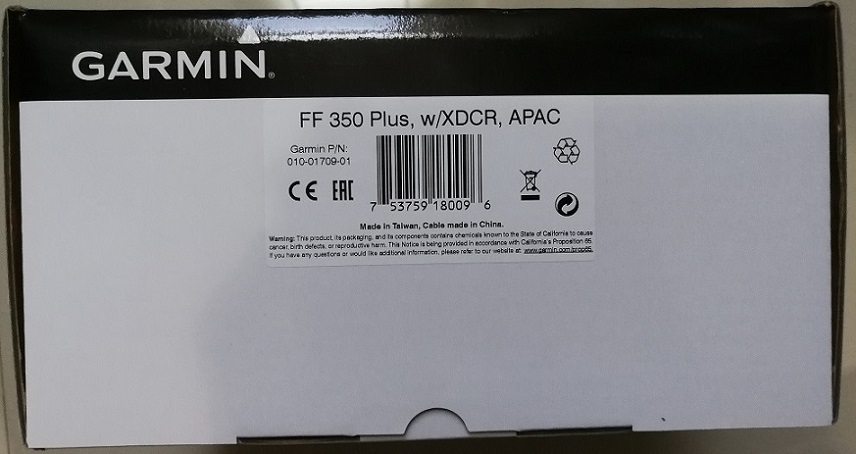 GARMIN®
FF 350 Plus, w/XDCR, APAC
Garmin P/N:
010-01709-01
CE EAC
7 53759 18009 6
Made in Taiwan, Cable made in China.
Warning: This product, its packaging, and its components contains chemicals known to the State of California to cause
cancer, birth defects, or reproductive harm. This Notice is being provided in accordance with California's Proposition 65.
If you have any questions or would like additional information, please refer to our website at www.garmin.com/prop65.